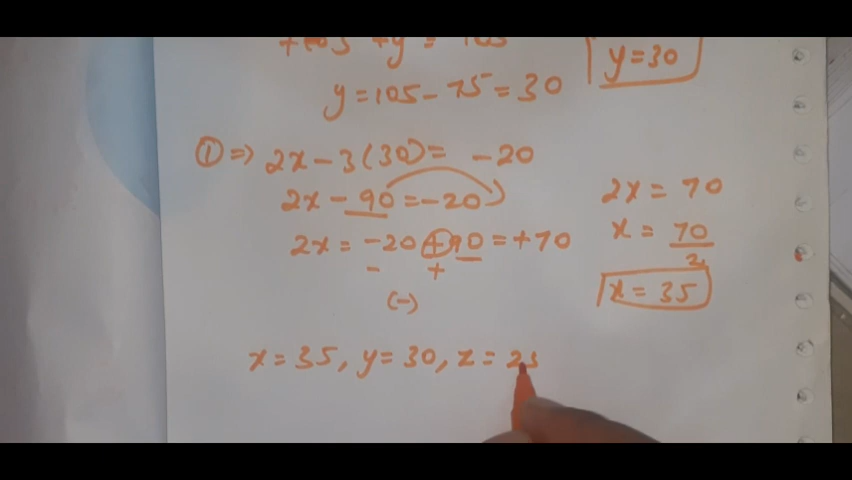 y = 105
y = 30
y = 105 - 75 = 30
① ⇒ 2x - 3(30) = -20
2x - 90 = -20
2x = -20 + 90 = +70
- +
(-)
2x = 70
x = 70/2
x = 35
x = 35, y = 30, z =